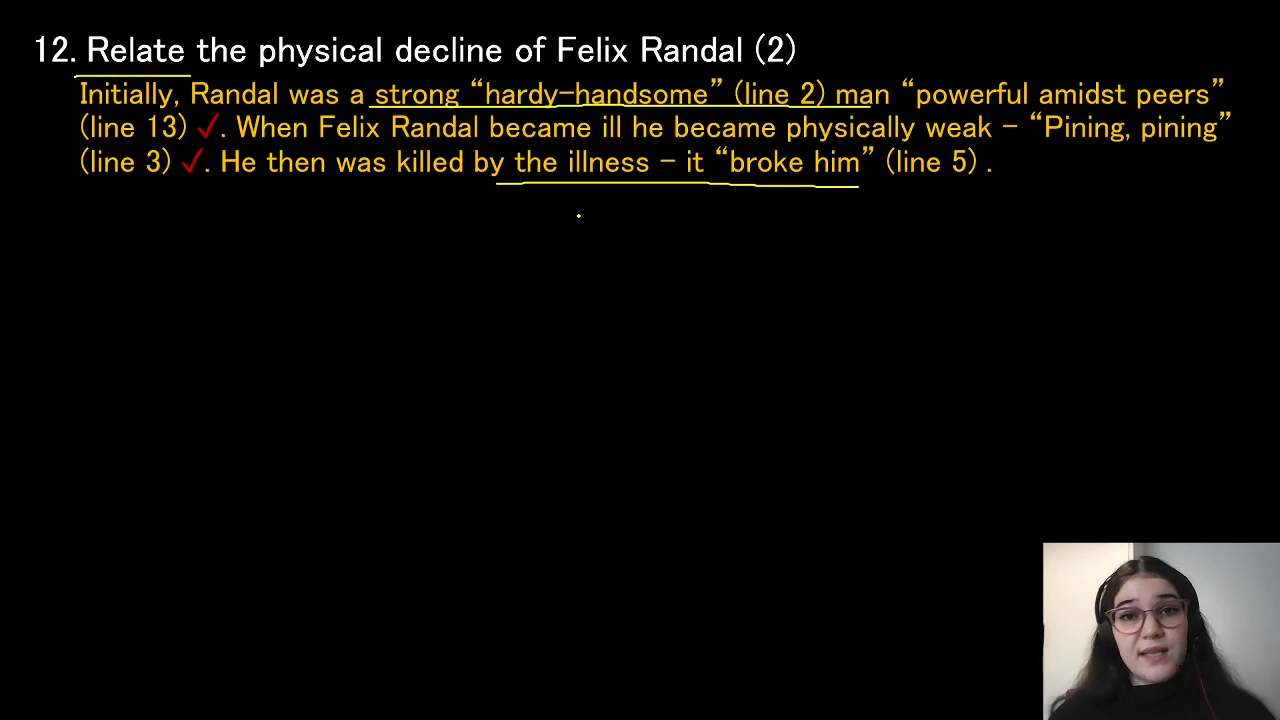 12. Relate the physical decline of Felix Randal (2)
Initially, Randal was a strong “hardy-handsome” (line 2) man “powerful amidst peers”
(line 13) ✓. When Felix Randal became ill he became physically weak – “Pining, pining”
(line 3) ✓. He then was killed by the illness – it “broke him” (line 5) .